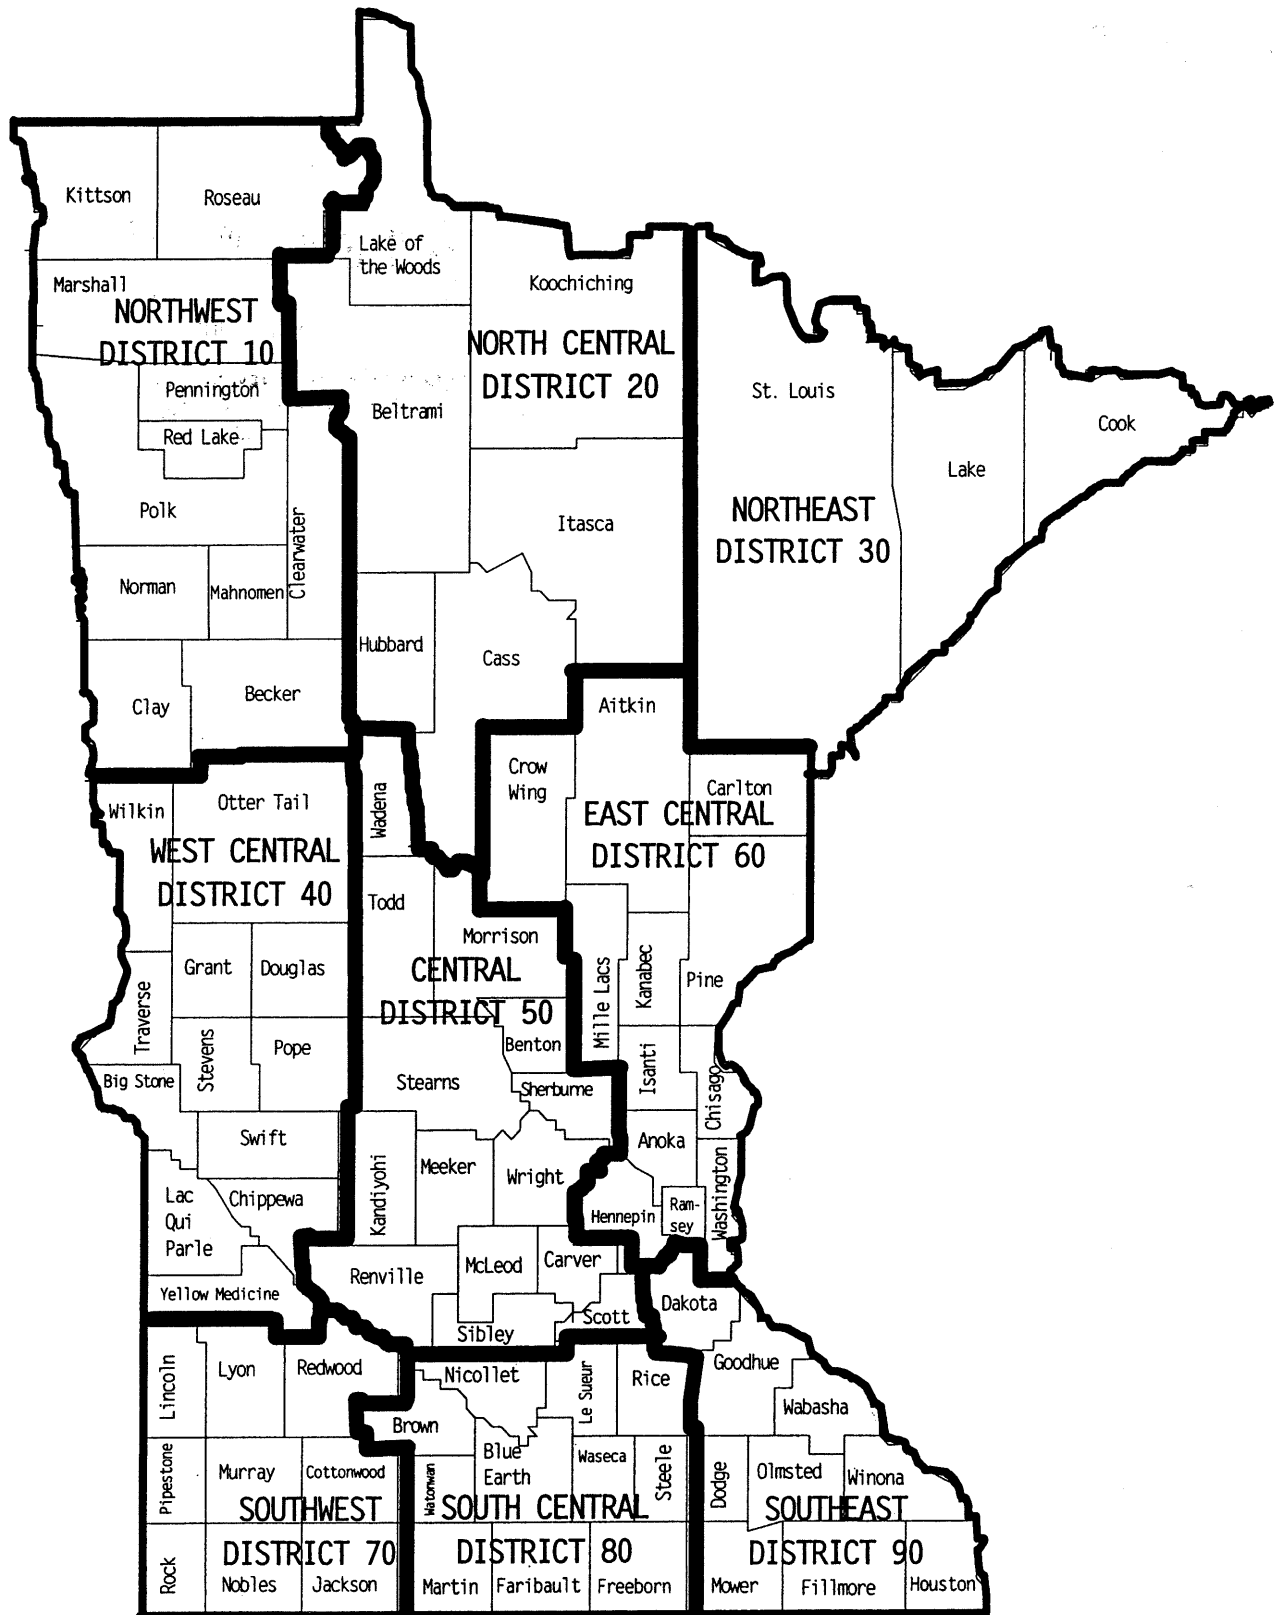 Kittson
Roseau
Lake of
the Woods
Marshall
Koochiching
NORTHWEST
DISTRICT 10
NORTH CENTRAL
DISTRICT 20
Pennington
Red Lake
Beltrami
St. Louis
Cook
Lake
Polk
Clearwater
Itasca
NORTHEAST
DISTRICT 30
Norman
Mahnomen
Hubbard
Cass
Clay
Becker
Aitkin
Crow
Wing
Carlton
Wilkin
Otter Tail
Wadena
EAST CENTRAL
DISTRICT 60
WEST CENTRAL
DISTRICT 40
Todd
Morrison
Grant
Douglas
CENTRAL
DISTRICT 50
Mille Lacs
Kanabec
Pine
Traverse
Stevens
Pope
Benton
Isanti
Chisago
Big Stone
Stearns
Sherburne
Swift
Anoka
Kandiyohi
Meeker
Wright
Washington
Lac
Qui
Parle
Chippewa
Hennepin
Ram-
sey
Renville
McLeod
Carver
Yellow Medicine
Scott
Dakota
Sibley
Lincoln
Lyon
Redwood
Nicollet
Le Sueur
Rice
Goodhue
Wabasha
Brown
Pipestone
Murray
Cottonwood
Watonwan
Blue
Earth
Waseca
Steele
Dodge
Olmsted
Winona
SOUTHWEST
DISTRICT 70
SOUTH CENTRAL
DISTRICT 80
SOUTHEAST
DISTRICT 90
Rock
Nobles
Jackson
Martin
Faribault
Freeborn
Mower
Fillmore
Houston